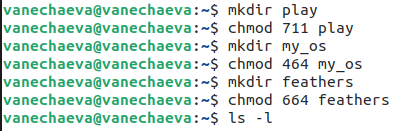 vanechaeva@vanechaeva:~$ mkdir play
vanechaeva@vanechaeva:~$ chmod 711 play
vanechaeva@vanechaeva:~$ mkdir my_os
vanechaeva@vanechaeva:~$ chmod 464 my_os
vanechaeva@vanechaeva:~$ mkdir feathers
vanechaeva@vanechaeva:~$ chmod 664 feathers
vanechaeva@vanechaeva:~$ ls -l